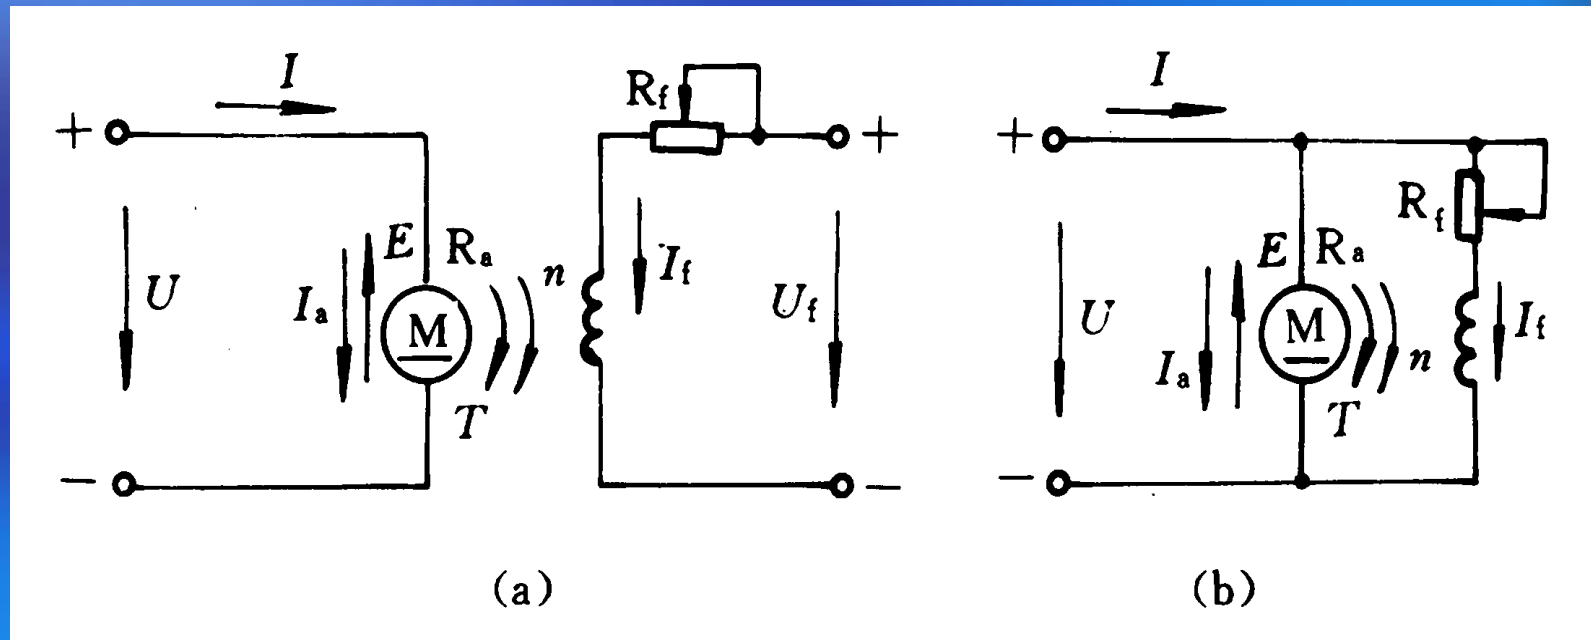 I
R_f
+
+
E
R_a
n
I_f
U
I_a
M
U_f
T
−
−
(a)
I
+
R_f
E
R_a
U
I_a
M
n
I_f
T
−
(b)